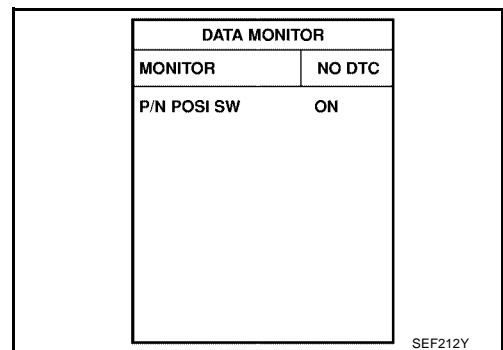 DATA MONITOR
MONITOR NO DTC
P/N POSI SW ON
SEF212Y